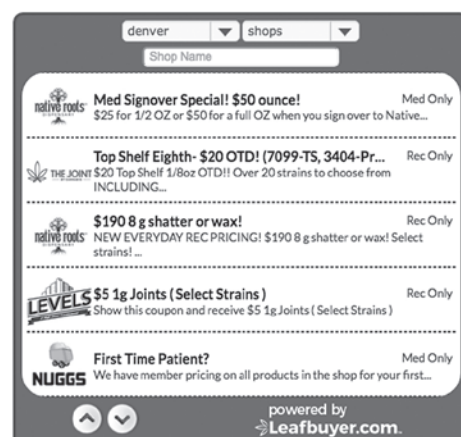 denver shops
Shop Name
native roots
DISPENSARY
Med Signover Special! $50 ounce! Med Only
$25 for 1/2 OZ or $50 for a full OZ when you sign over to Native...
THE JOINT
Top Shelf Eighth- $20 OTD! (7099-TS, 3404-Pr... Rec Only
$20 Top Shelf 1/8oz OTD!! Over 20 strains to choose from
INCLUDING...
native roots
DISPENSARY
$190 8 g shatter or wax! Rec Only
NEW EVERYDAY REC PRICING! $190 8 g shatter or wax! Select
strains! ...
LEVELS
$5 1g Joints ( Select Strains ) Rec Only
Show this coupon and receive $5 1g Joints ( Select Strains )
NUGGS
First Time Patient? Med Only
We have member pricing on all products in the shop for your first...
powered by
Leafbuyer.com.